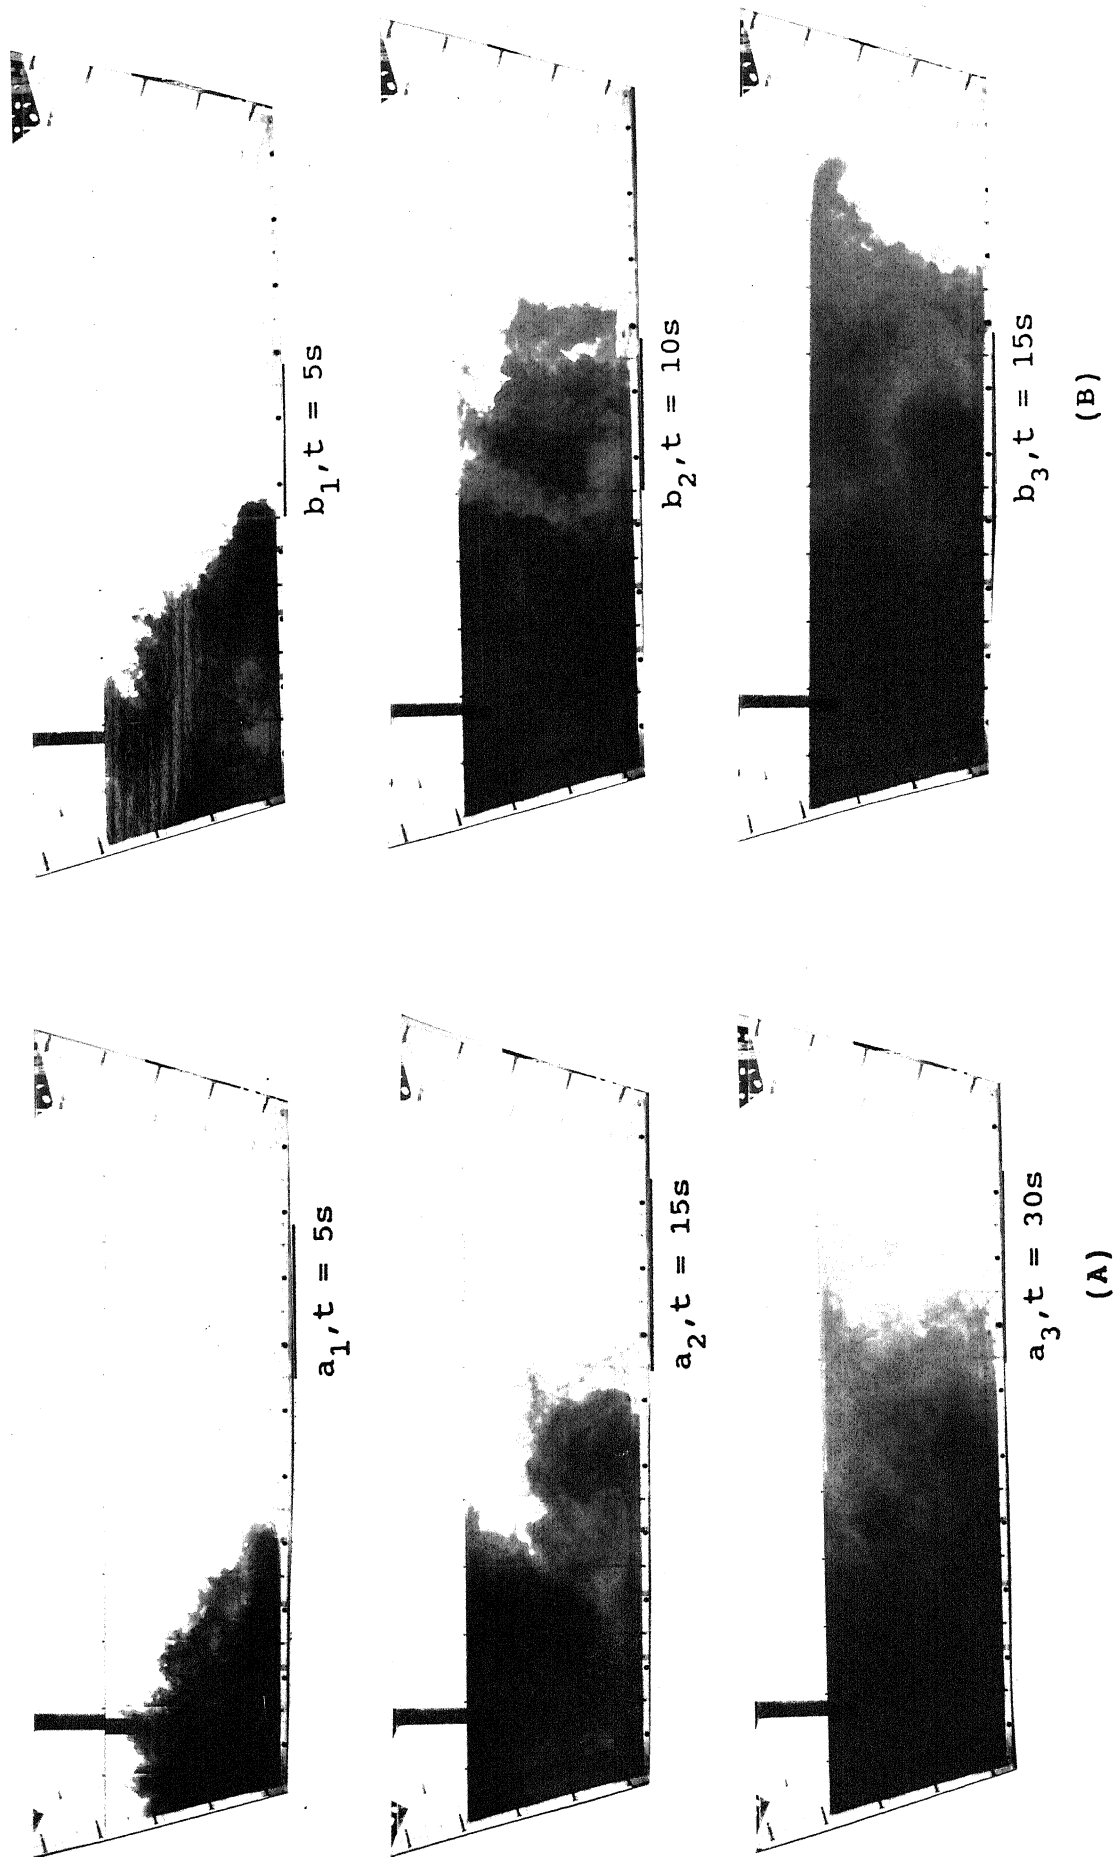 a1, t = 5s
a2, t = 15s
a3, t = 30s
(A)
b1, t = 5s
b2, t = 10s
b3, t = 15s
(B)